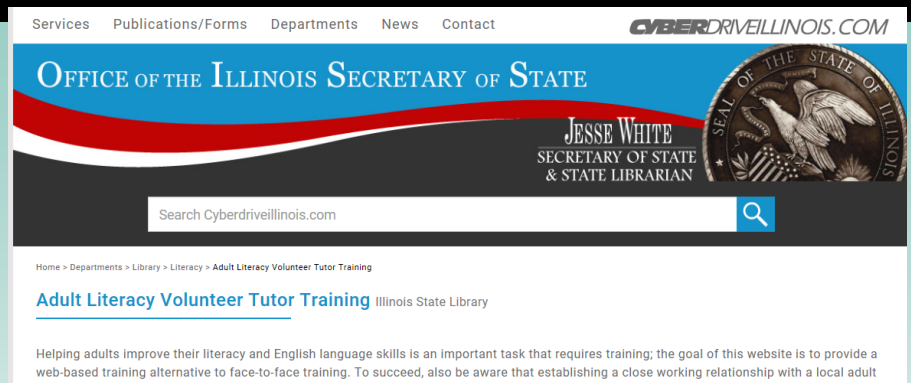 Services Publications/Forms Departments News Contact CYBERDRIVEILLINOIS.COM
OFFICE OF THE ILLINOIS SECRETARY OF STATE
SEAL OF THE STATE OF ILLINOIS
JESSE WHITE
SECRETARY OF STATE
& STATE LIBRARIAN
Search Cyberdriveillinois.com
Home > Departments > Library > Literacy > Adult Literacy Volunteer Tutor Training
Adult Literacy Volunteer Tutor Training Illinois State Library
Helping adults improve their literacy and English language skills is an important task that requires training; the goal of this website is to provide a
web-based training alternative to face-to-face training. To succeed, also be aware that establishing a close working relationship with a local adult